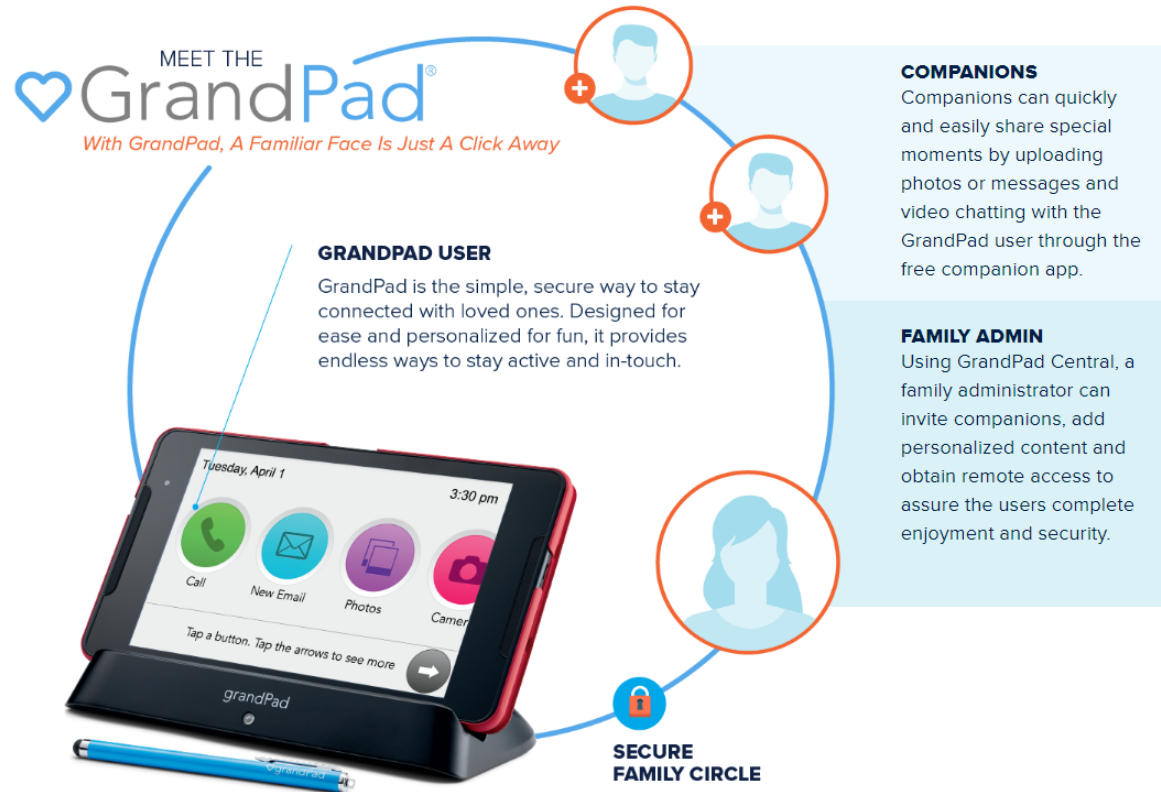 MEET THE
GrandPad®
With GrandPad, A Familiar Face Is Just A Click Away
COMPANIONS
Companions can quickly
and easily share special
moments by uploading
photos or messages and
video chatting with the
GrandPad user through the
free companion app.
GRANDPAD USER
GrandPad is the simple, secure way to stay
connected with loved ones. Designed for
ease and personalized for fun, it provides
endless ways to stay active and in-touch.
FAMILY ADMIN
Using GrandPad Central, a
family administrator can
invite companions, add
personalized content and
obtain remote access to
assure the users complete
enjoyment and security.
Tuesday, April 1
3:30 pm
Call
New Email
Photos
Camer
Tap a button. Tap the arrows to see more
grandPad
grandPad
SECURE
FAMILY CIRCLE